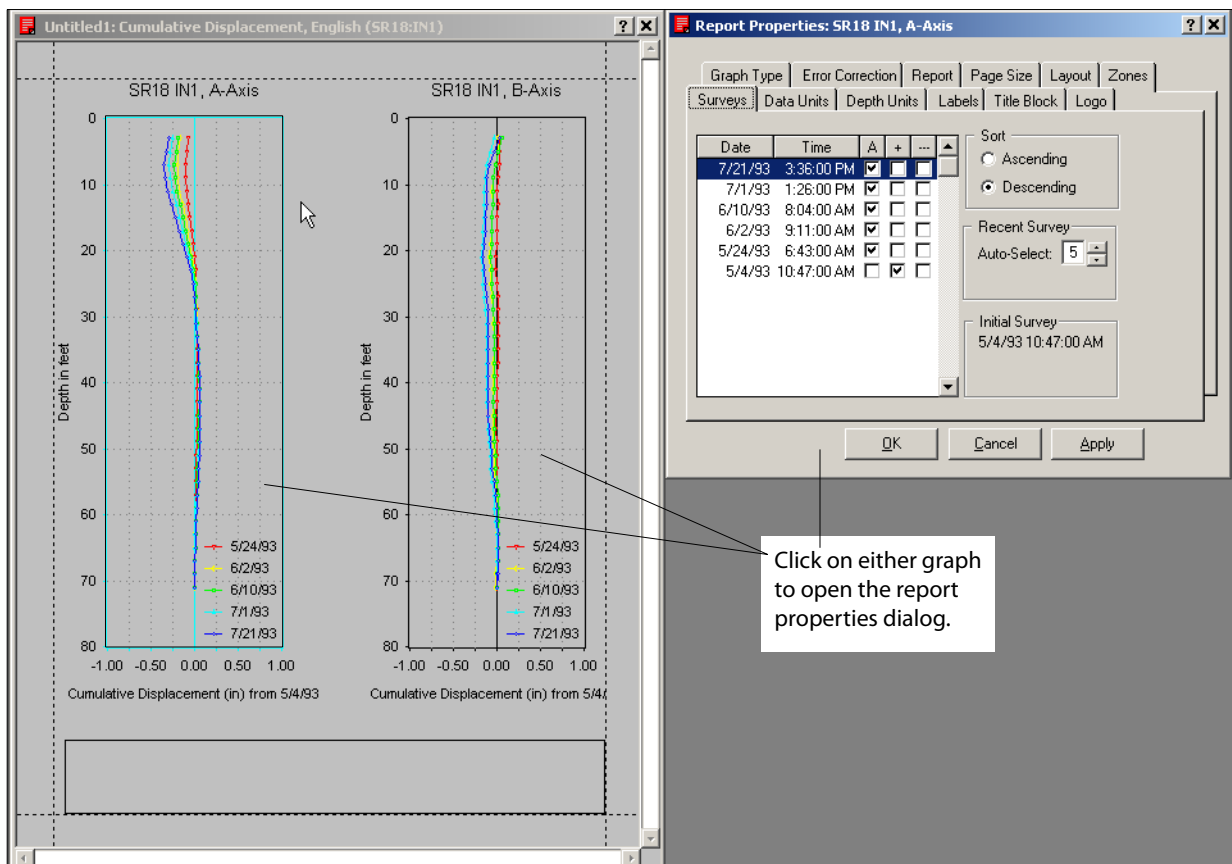 Untitled1: Cumulative Displacement, English (SR18:IN1)
SR18 IN1, A-Axis
SR18 IN1, B-Axis
0
10
20
30
40
50
60
70
80
Depth in feet
5/24/93
6/2/93
6/10/93
7/1/93
7/21/93
-1.00 -0.50 0.00 0.50 1.00
Cumulative Displacement (in) from 5/4/93
0
10
20
30
40
50
60
70
80
Depth in feet
5/24/93
6/2/93
6/10/93
7/1/93
7/21/93
-1.00 -0.50 0.00 0.50 1.00
Cumulative Displacement (in) from 5/4/
Report Properties: SR18 IN1, A-Axis
Graph Type Error Correction Report Page Size Layout Zones
Surveys Data Units Depth Units Labels Title Block Logo
Date Time A + ---
7/21/93 3:36:00 PM
7/1/93 1:26:00 PM
6/10/93 8:04:00 AM
6/2/93 9:11:00 AM
5/24/93 6:43:00 AM
5/4/93 10:47:00 AM
Sort
Ascending
Descending
Recent Survey
Auto-Select: 5
Initial Survey
5/4/93 10:47:00 AM
OK Cancel Apply
Click on either graph
to open the report
properties dialog.